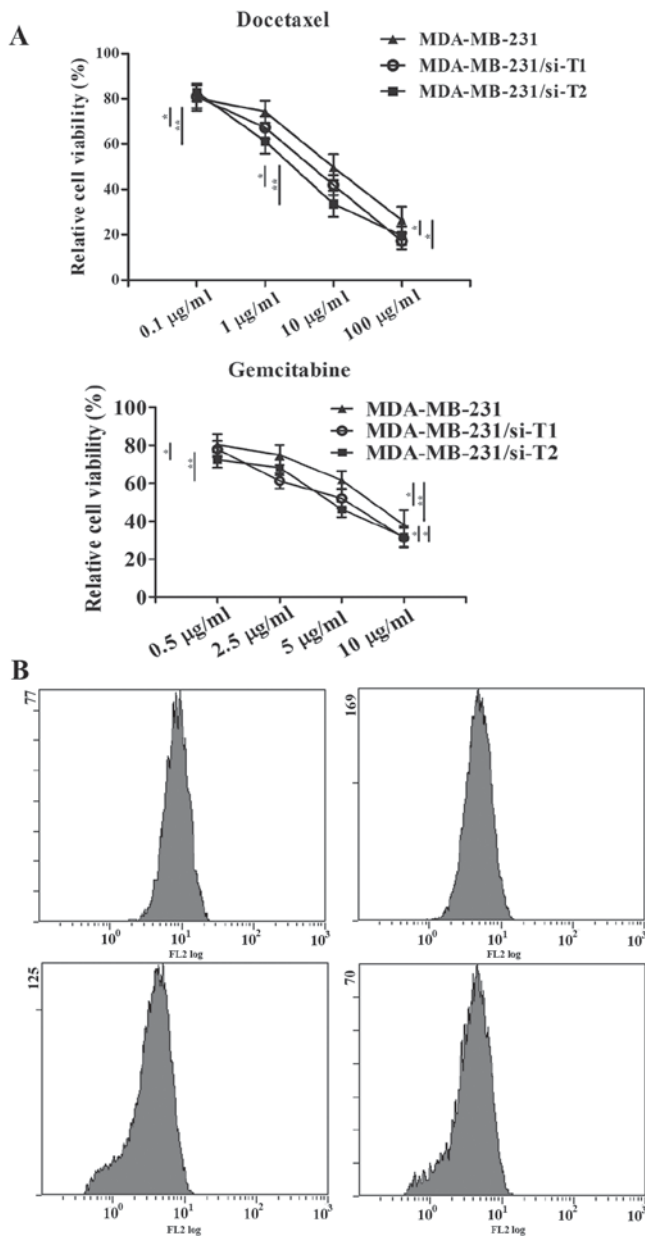 A
Docetaxel
Relative cell viability (%)
100
80
60
40
20
0
0.1 µg/ml
1 µg/ml
10 µg/ml
100 µg/ml
MDA-MB-231
MDA-MB-231/si-T1
MDA-MB-231/si-T2
*
**
*
**
*
*
Gemcitabine
Relative cell viability (%)
100
80
60
40
20
0
0.5 µg/ml
2.5 µg/ml
5 µg/ml
10 µg/ml
MDA-MB-231
MDA-MB-231/si-T1
MDA-MB-231/si-T2
*
**
*
**
*
*
B
77
10⁰ 10¹ 10² 10³
FL2 log
169
10⁰ 10¹ 10² 10³
FL2 log
125
10⁰ 10¹ 10² 10³
FL2 log
70
10⁰ 10¹ 10² 10³
FL2 log